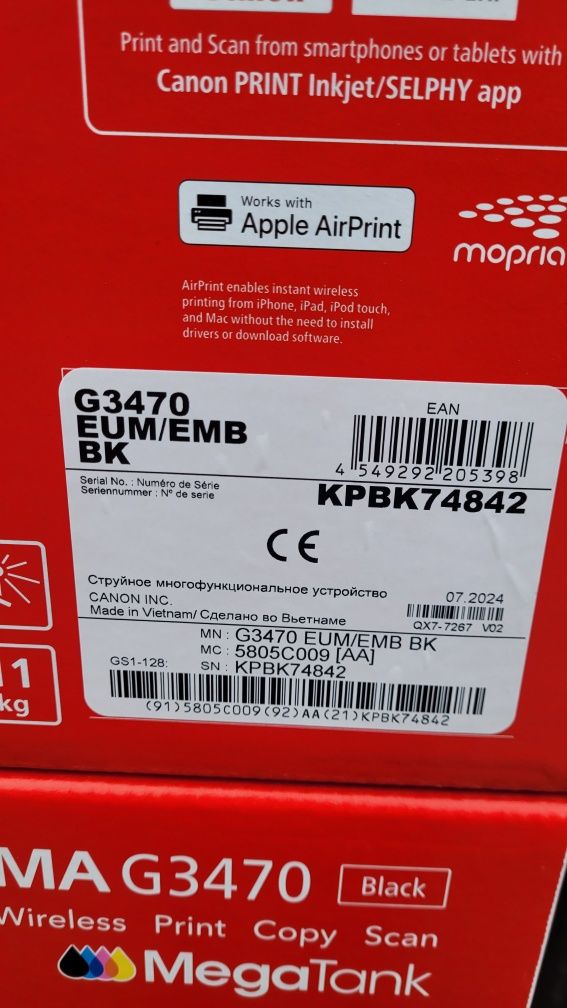 Print and Scan from smartphones or tablets with
Canon PRINT Inkjet/SELPHY app
Works with
Apple AirPrint
mopria
AirPrint enables instant wireless
printing from iPhone, iPad, iPod touch,
and Mac without the need to install
drivers or download software.
G3470
EUM/EMB
BK
EAN
4 549292 205398
Serial No. : Numéro de Série
Seriennummer : Nº de serie
KPBK74842
CE
Струйное многофункциональное устройство
CANON INC.
Made in Vietnam/ Сделано во Вьетнаме
07.2024
QX7-7267 V02
MN : G3470 EUM/EMB BK
MC : 5805C009 [AA]
GS1-128: SN : KPBK74842
(91)5805C009(92)AA(21)KPBK74842
11
kg
MA G3470 Black
Wireless Print Copy Scan
MegaTank